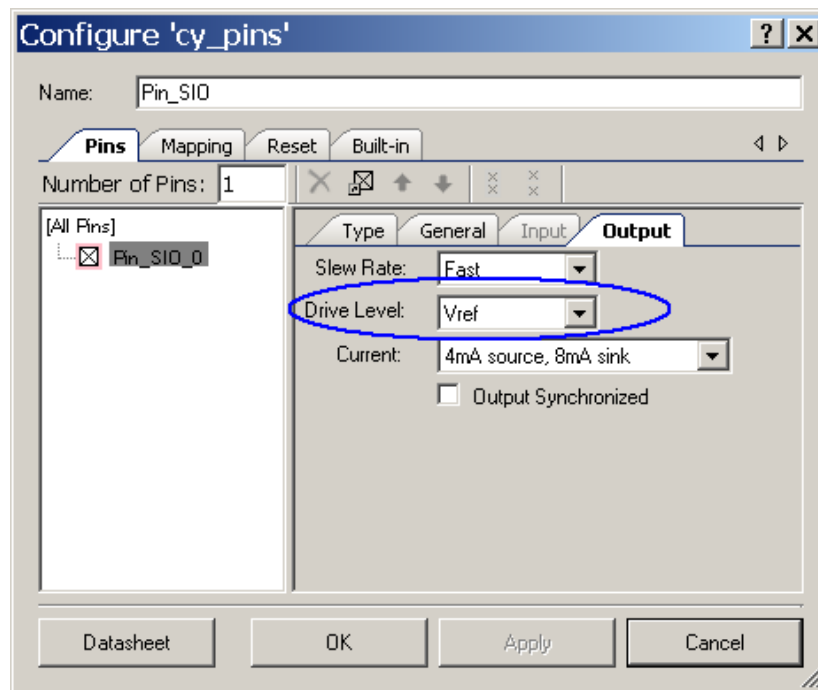 Configure 'cy_pins'
Name: Pin_SIO
Pins Mapping Reset Built-in
Number of Pins: 1
[All Pins]
Pin_SIO_0
Type General Input Output
Slew Rate: Fast
Drive Level: Vref
Current: 4mA source, 8mA sink
Output Synchronized
Datasheet OK Apply Cancel